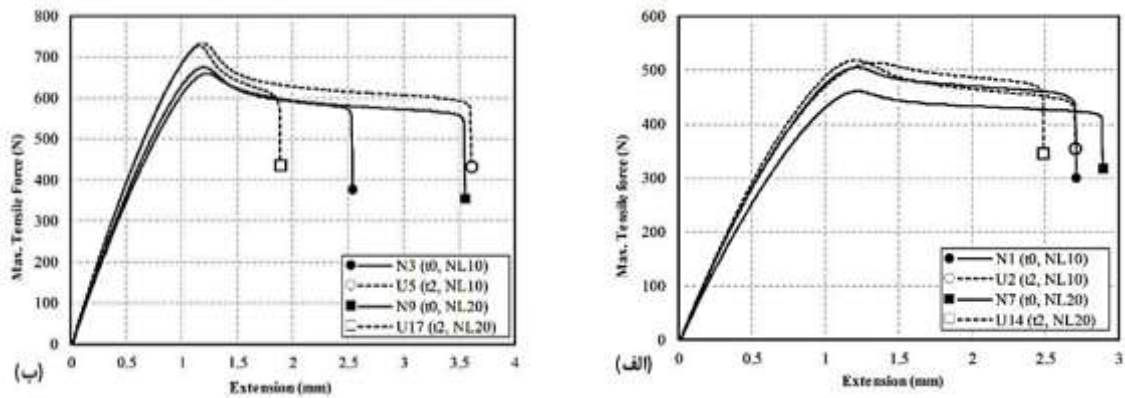 Max. Tensile Force (N)
800
700
600
500
400
300
200
100
0
0
0.5
1
1.5
2
2.5
3
3.5
4
Extension (mm)
N3 (t0, NL10)
U5 (t2, NL10)
N9 (t0, NL20)
U17 (t2, NL20)
(ب)
Max. Tensile force (N)
600
500
400
300
200
100
0
0
0.5
1
1.5
2
2.5
3
Extension (mm)
N1 (t0, NL10)
U2 (t2, NL10)
N7 (t0, NL20)
U14 (t2, NL20)
(الف)